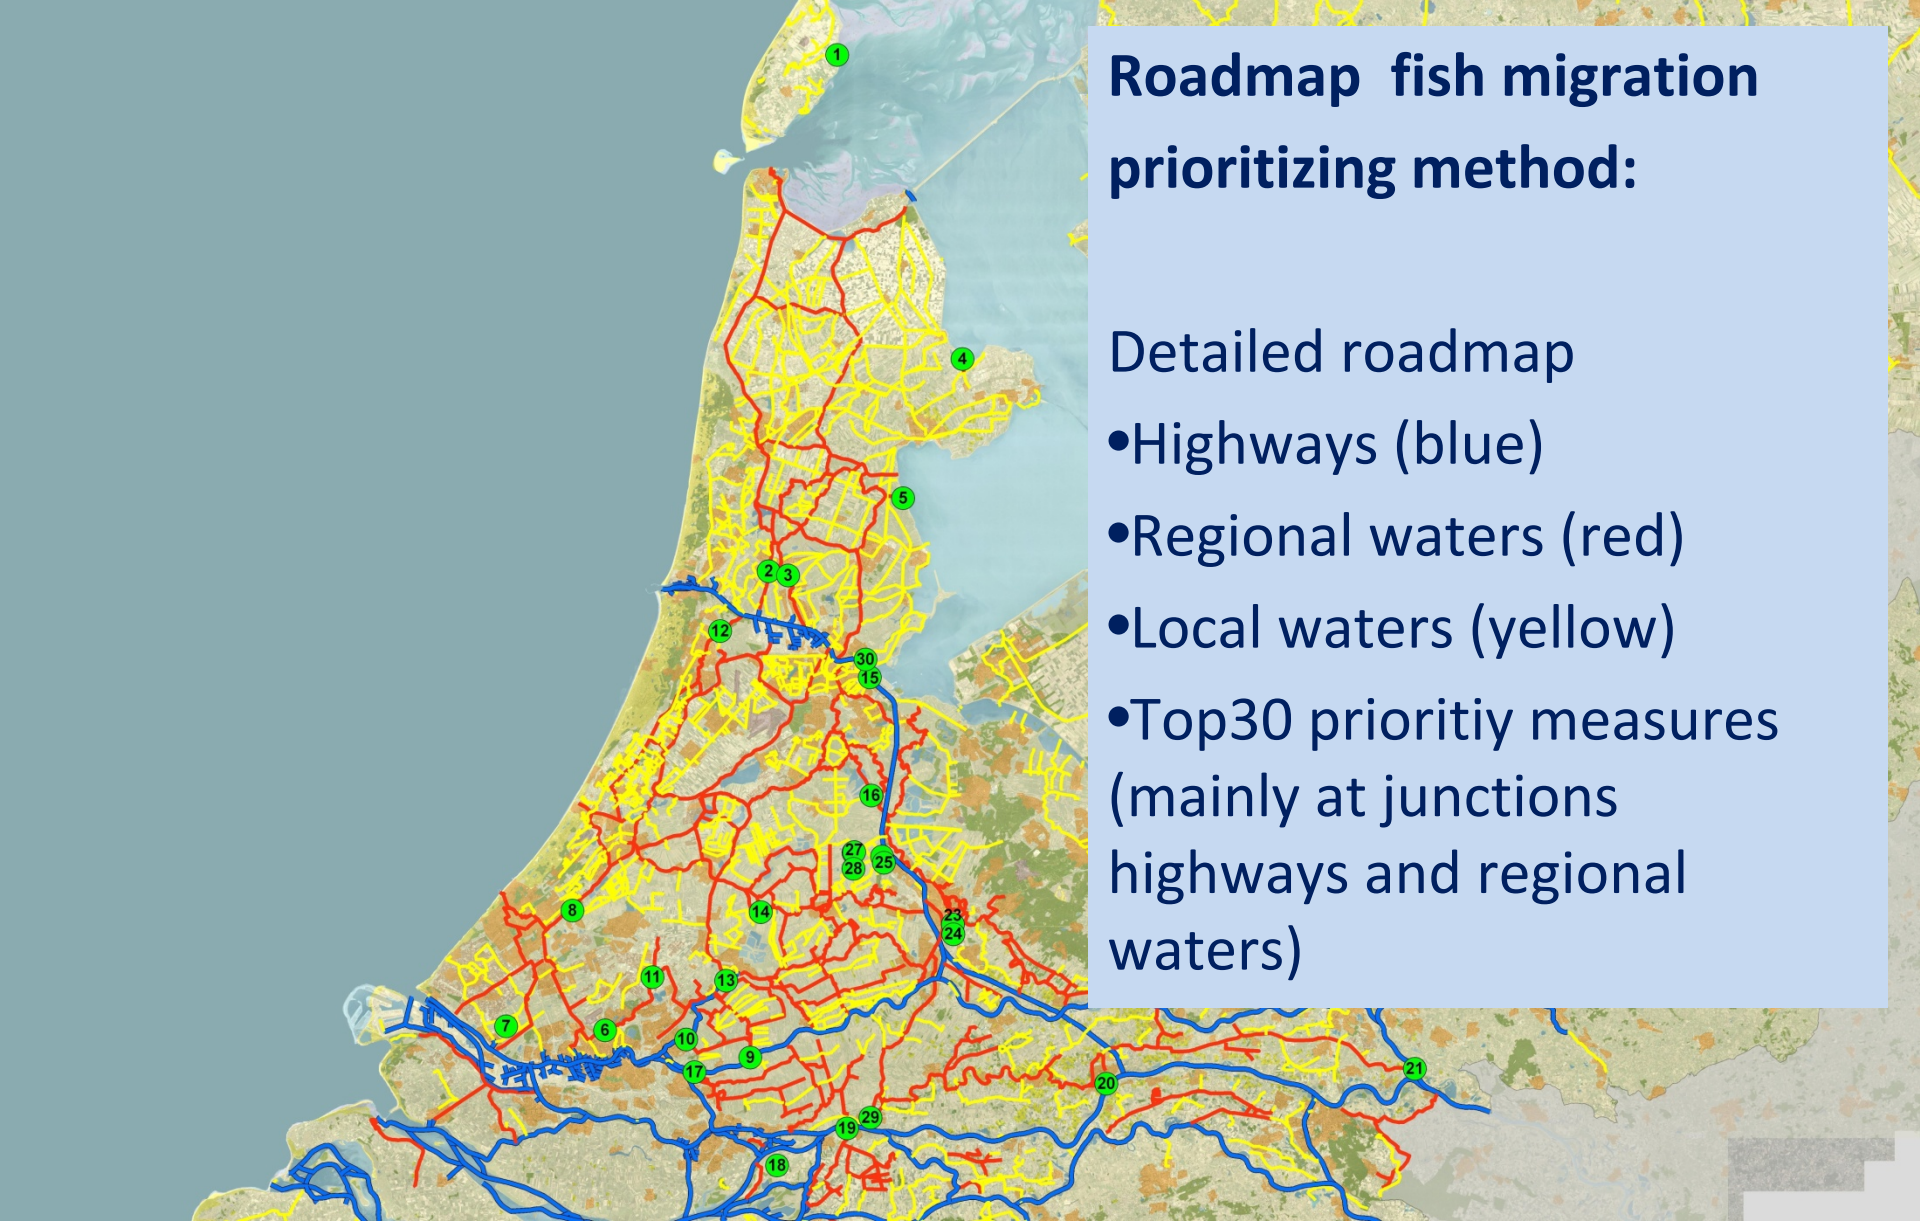 Roadmap  fish migration
prioritizing method:
Detailed roadmap
•Highways (blue)
•Regional waters (red)
•Local waters (yellow)
•Top30 prioritiy measures
(mainly at junctions
highways and regional
waters)
1
4
5
2
3
12
30
15
16
27
28
25
8
14
23
24
11
13
7
6
10
9
17
20
21
29
19
18